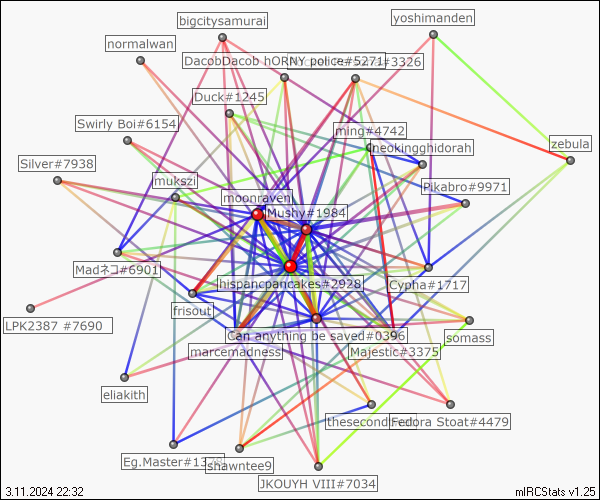 bigcitysamurai
yoshimanden
normalwan
DacobDacob hORNY police#5271
#3326
Duck#1245
Swirly Boi#6154
ming#4742
neokingghidorah
zebula
Silver#7938
mukszi
Pikabro#9971
moonraven
Mushy#1984
Madネコ#6901
hispancpancakes#2928
Cypha#1717
frisout
LPK2387 #7690
Can anything be saved#0396
somass
marcemadness
Majestic#3375
eliakith
Fedora Stoat#4479
Eg.Master#13
shawntee9
JKOUYH VIII#7034
3.11.2024 22:32
mIRCStats v1.25